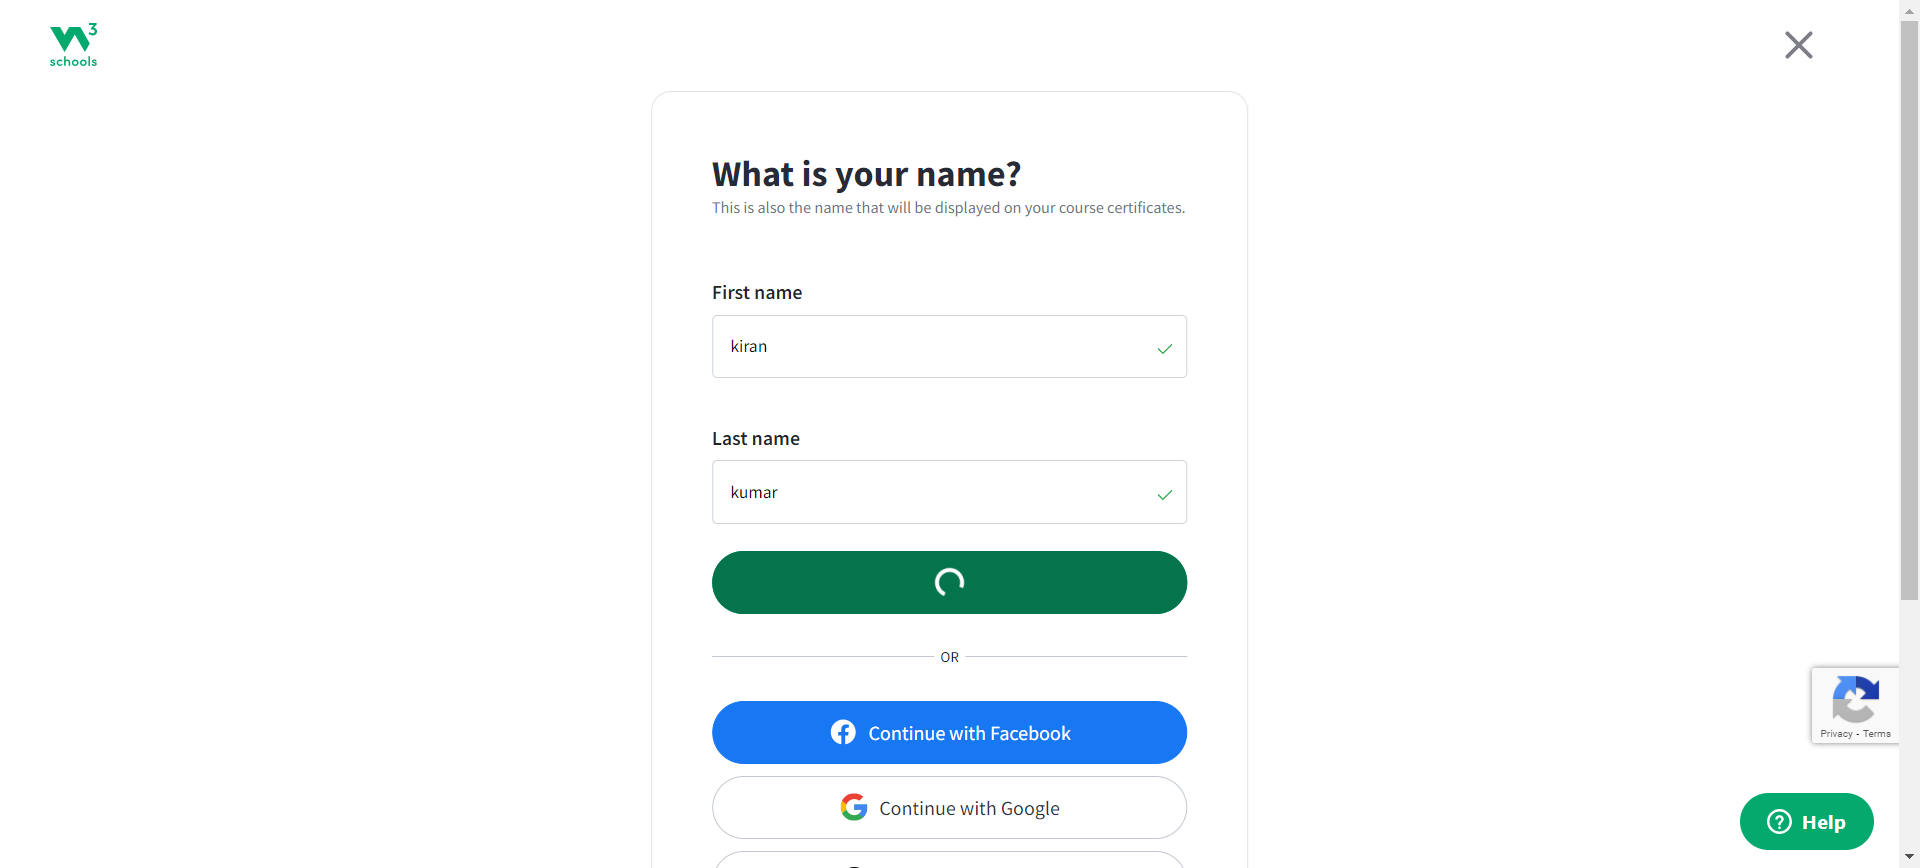 3
schools
What is your name?
This is also the name that will be displayed on your course certificates.
First name
kiran
Last name
kumar
OR
Continue with Facebook
Continue with Google
Privacy - Terms
Help